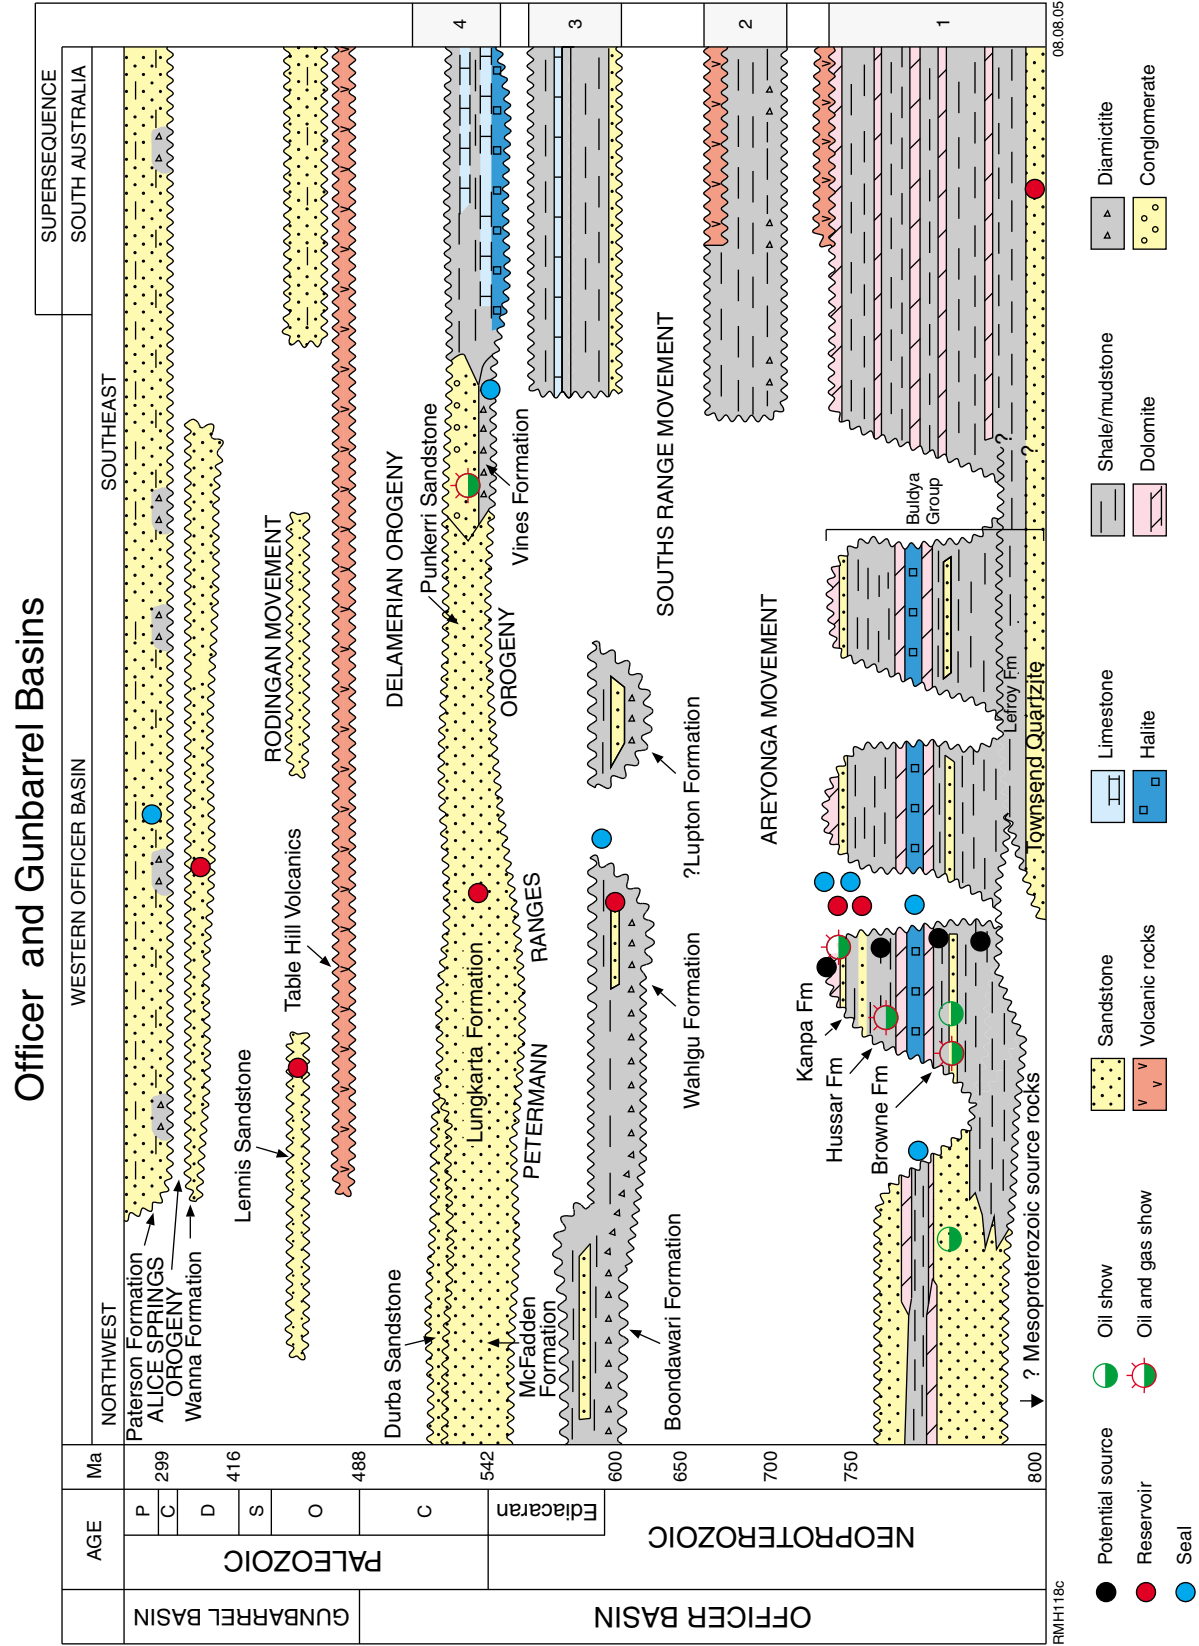 Officer and Gunbarrel Basins
SUPERSEQUENCE
SOUTH AUSTRALIA
NORTHWEST
WESTERN OFFICER BASIN
SOUTHEAST
AGE
Ma
4
3
2
1
GUNBARREL BASIN
OFFICER BASIN
PALEOZOIC
NEOPROTEROZOIC
P
C
D
S
O
C
Ediacaran
299
416
488
542
600
650
700
750
800
Paterson Formation
ALICE SPRINGS
OROGENY
Wanna Formation
Lennis Sandstone
Table Hill Volcanics
RODINGAN MOVEMENT
DELAMERIAN OROGENY
Durba Sandstone
Lungkarta Formation
Punkerri Sandstone
McFadden
Formation
PETERMANN
RANGES
OROGENY
Vines Formation
Boondawari Formation
Wahlgu Formation
?Lupton Formation
SOUTHS RANGE MOVEMENT
AREYONGA MOVEMENT
Kanpa Fm
Hussar Fm
Browne Fm
Buldya
Group
Lefroy Fm
Townsend Quartzite
?
?
? Mesoproterozoic source rocks
RMH118c
08.08.05
Potential source
Reservoir
Seal
Oil show
Oil and gas show
Sandstone
Volcanic rocks
Limestone
Halite
Shale/mudstone
Dolomite
Diamictite
Conglomerate